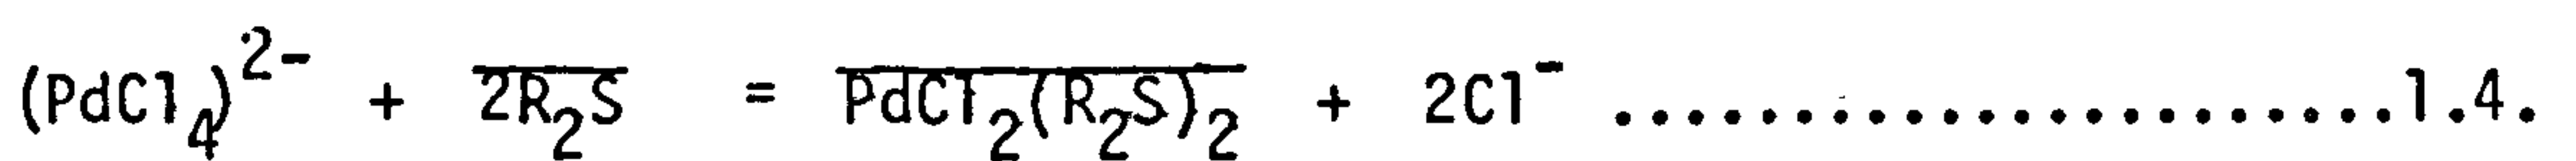 (PdCl₄)²⁻ + 2R₂S = PdCl₂(R₂S)₂ + 2Cl⁻ ......................1.4.